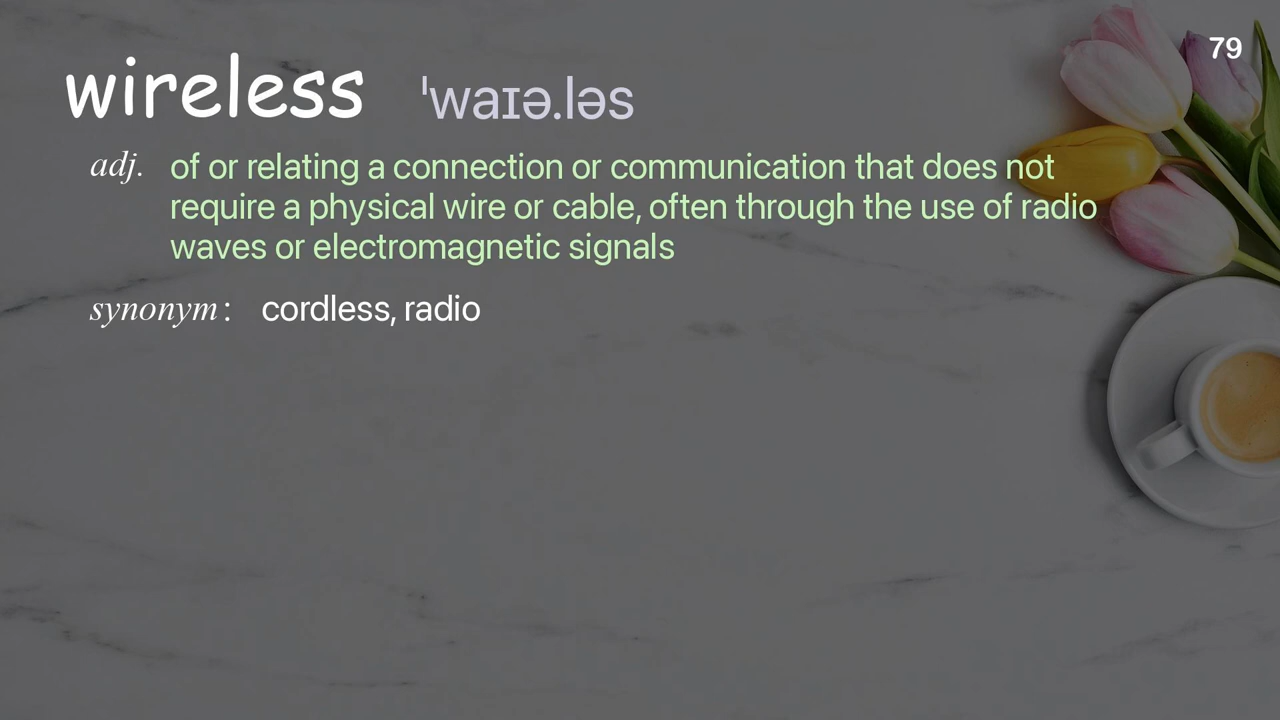 79
wireless ˈwaɪə.ləs
adj. of or relating a connection or communication that does not
require a physical wire or cable, often through the use of radio
waves or electromagnetic signals
synonym: cordless, radio